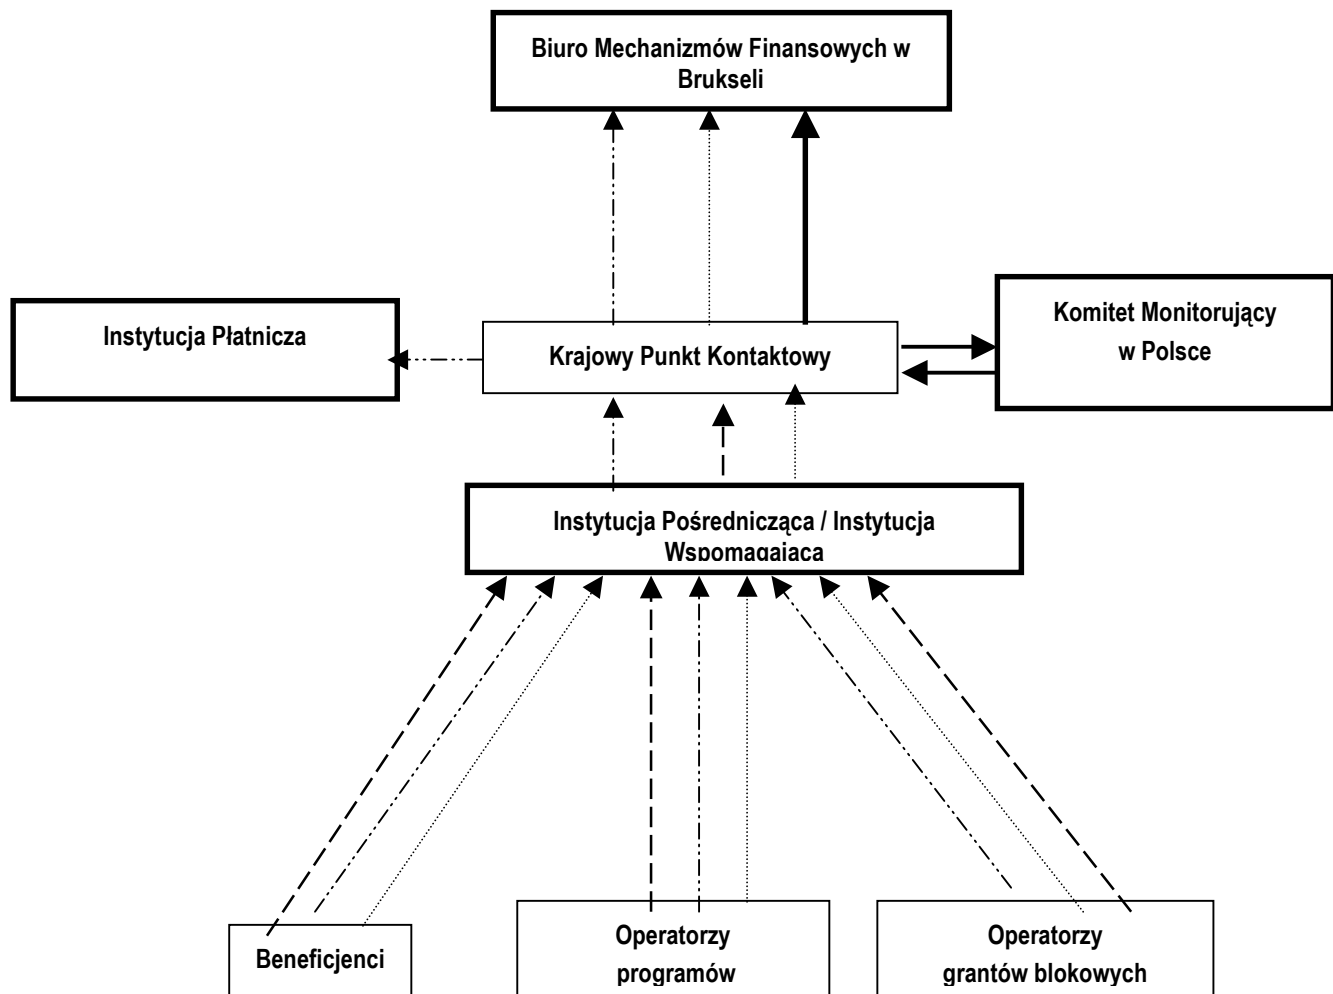 Biuro Mechanizmów Finansowych w
Brukseli
Instytucja Płatnicza
Krajowy Punkt Kontaktowy
Komitet Monitorujący
w Polsce
Instytucja Pośrednicząca / Instytucja
Wspomagająca
Beneficjenci
Operatorzy
programów
Operatorzy
grantów blokowych